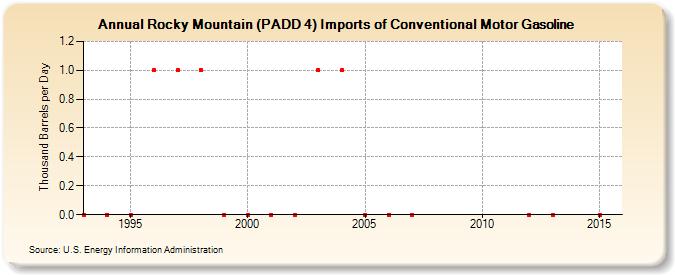 Annual Rocky Mountain (PADD 4) Imports of Conventional Motor Gasoline
Thousand Barrels per Day
1.2
1.0
0.8
0.6
0.4
0.2
0.0
1995 2000 2005 2010 2015
Source: U.S. Energy Information Administration